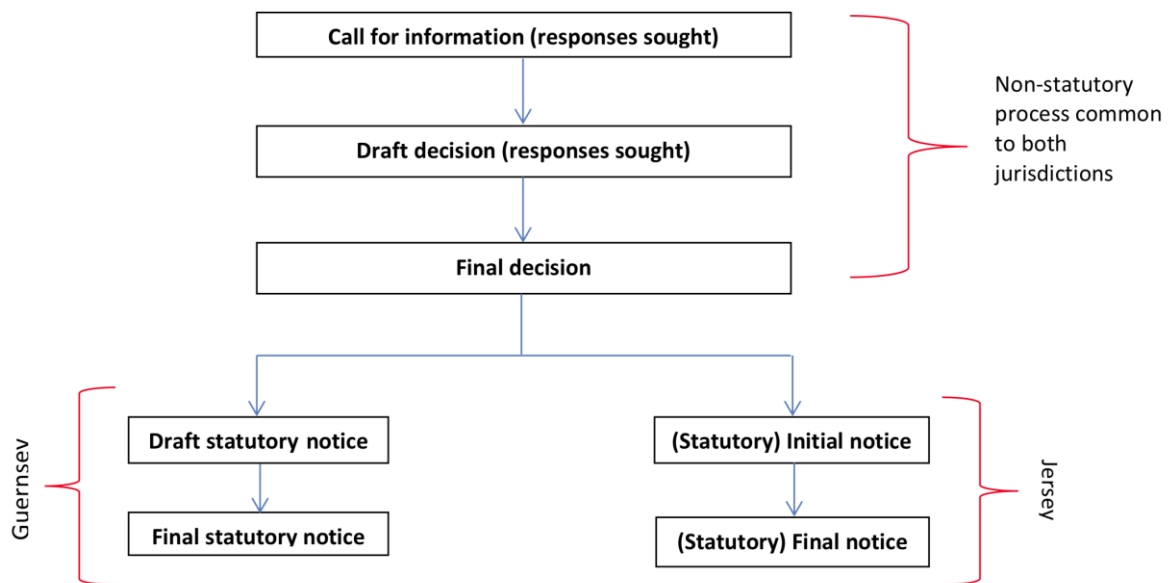 Call for information (responses sought)
Non-statutory
process common
to both
jurisdictions
Draft decision (responses sought)
Final decision
Guernsey
Draft statutory notice
(Statutory) Initial notice
Jersey
Final statutory notice
(Statutory) Final notice